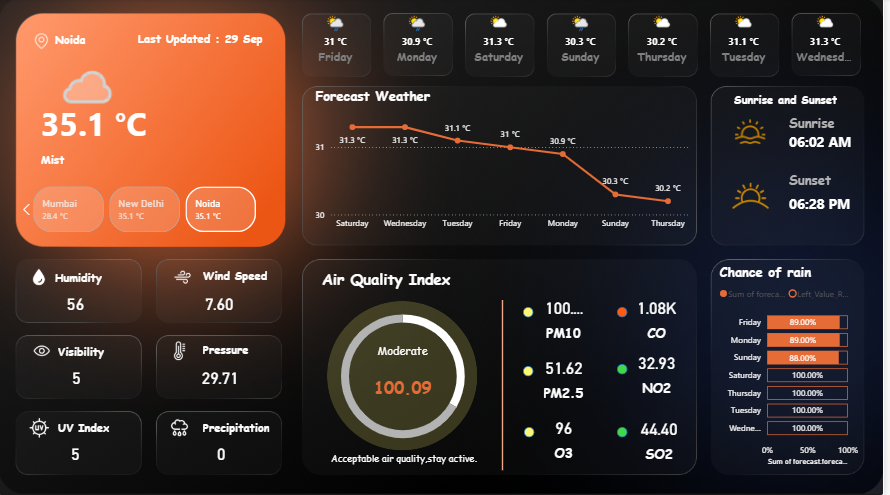 Noida
Last Updated : 29 Sep
35.1 °C
Mist
Mumbai
28.4 °C
New Delhi
35.1 °C
Noida
35.1 °C
31 °C
Friday
30.9 °C
Monday
31.3 °C
Saturday
30.3 °C
Sunday
30.2 °C
Thursday
31.1 °C
Tuesday
31.3 °C
Wednesd...
Forecast Weather
31
30
31.3 °C
31.3 °C
31.1 °C
31 °C
30.9 °C
30.3 °C
30.2 °C
Saturday
Wednesday
Tuesday
Friday
Monday
Sunday
Thursday
Sunrise and Sunset
Sunrise
06:02 AM
Sunset
06:28 PM
Humidity
56
Wind Speed
7.60
Visibility
5
Pressure
29.71
UV
UV Index
5
Precipitation
0
Air Quality Index
Moderate
100.09
Acceptable air quality,stay active.
100....
PM10
1.08K
CO
51.62
PM2.5
32.93
NO2
96
O3
44.40
SO2
Chance of rain
Sum of foreca...
Left_Value_R...
Friday 89.00%
Monday 89.00%
Sunday 88.00%
Saturday 100.00%
Thursday 100.00%
Tuesday 100.00%
Wedne... 100.00%
0% 50% 100%
Sum of forecast.foreca...